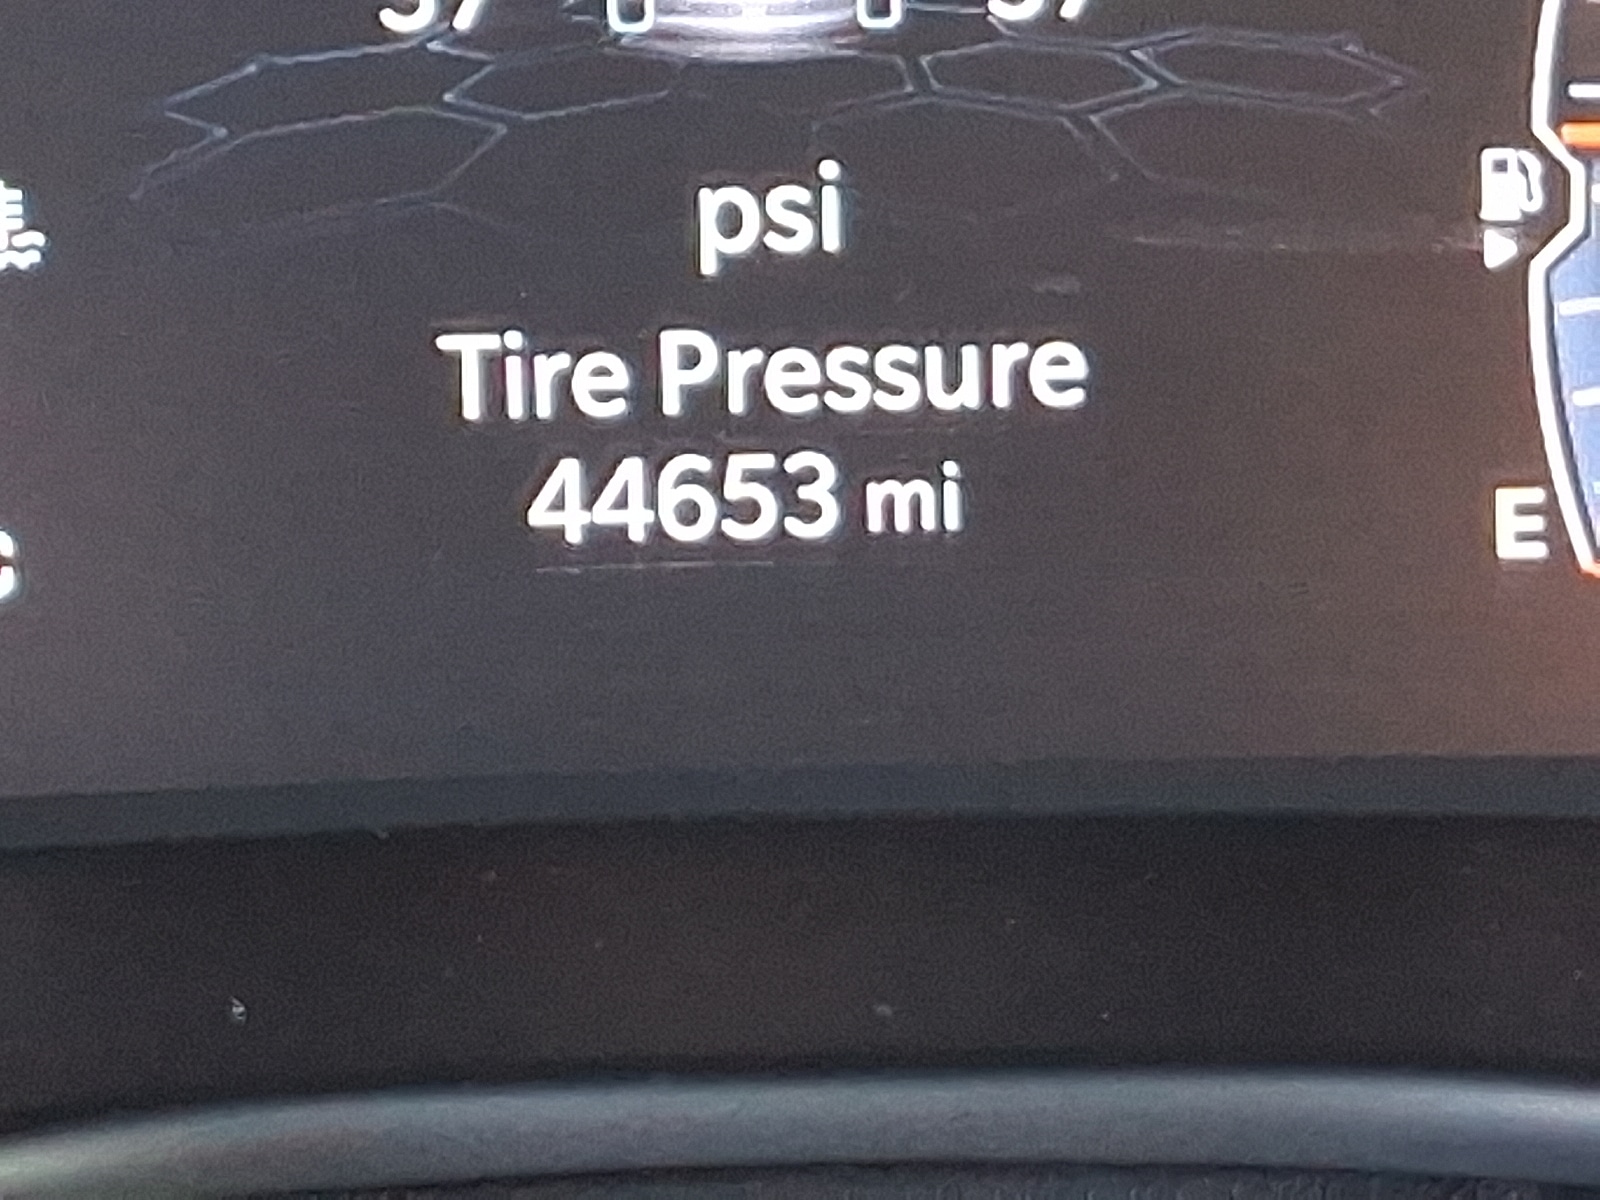 psi
Tire Pressure
44653 mi
E